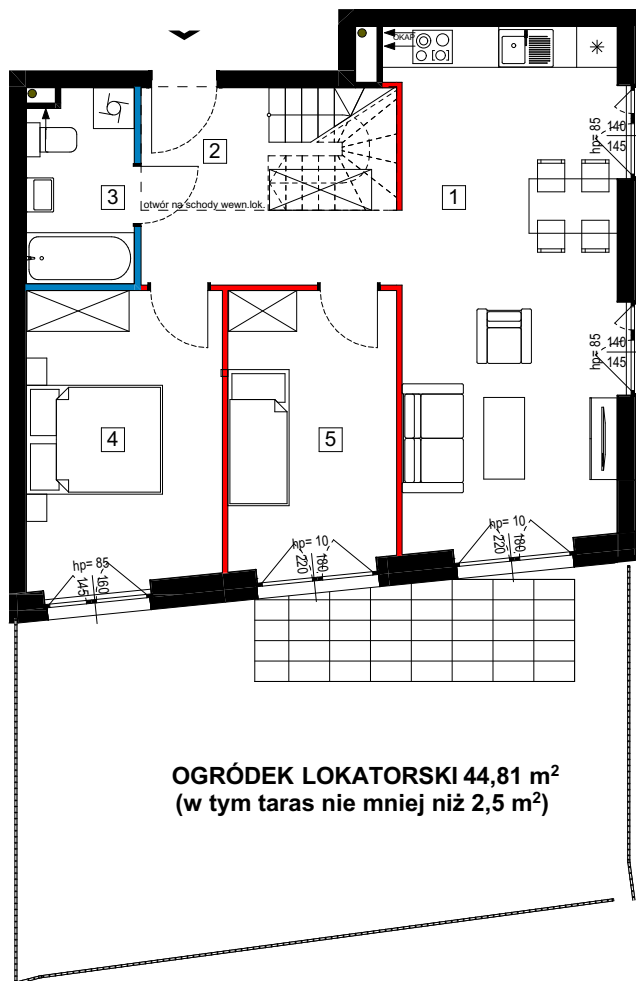 OKAP
hp= 85
140
145
2
3
1
otwór na schody wewn.lok.
hp= 85
140
145
4
5
hp= 85
160
145
hp= 10
180
220
hp= 10
180
220
OGRÓDEK LOKATORSKI 44,81 m²
(w tym taras nie mniej niż 2,5 m²)